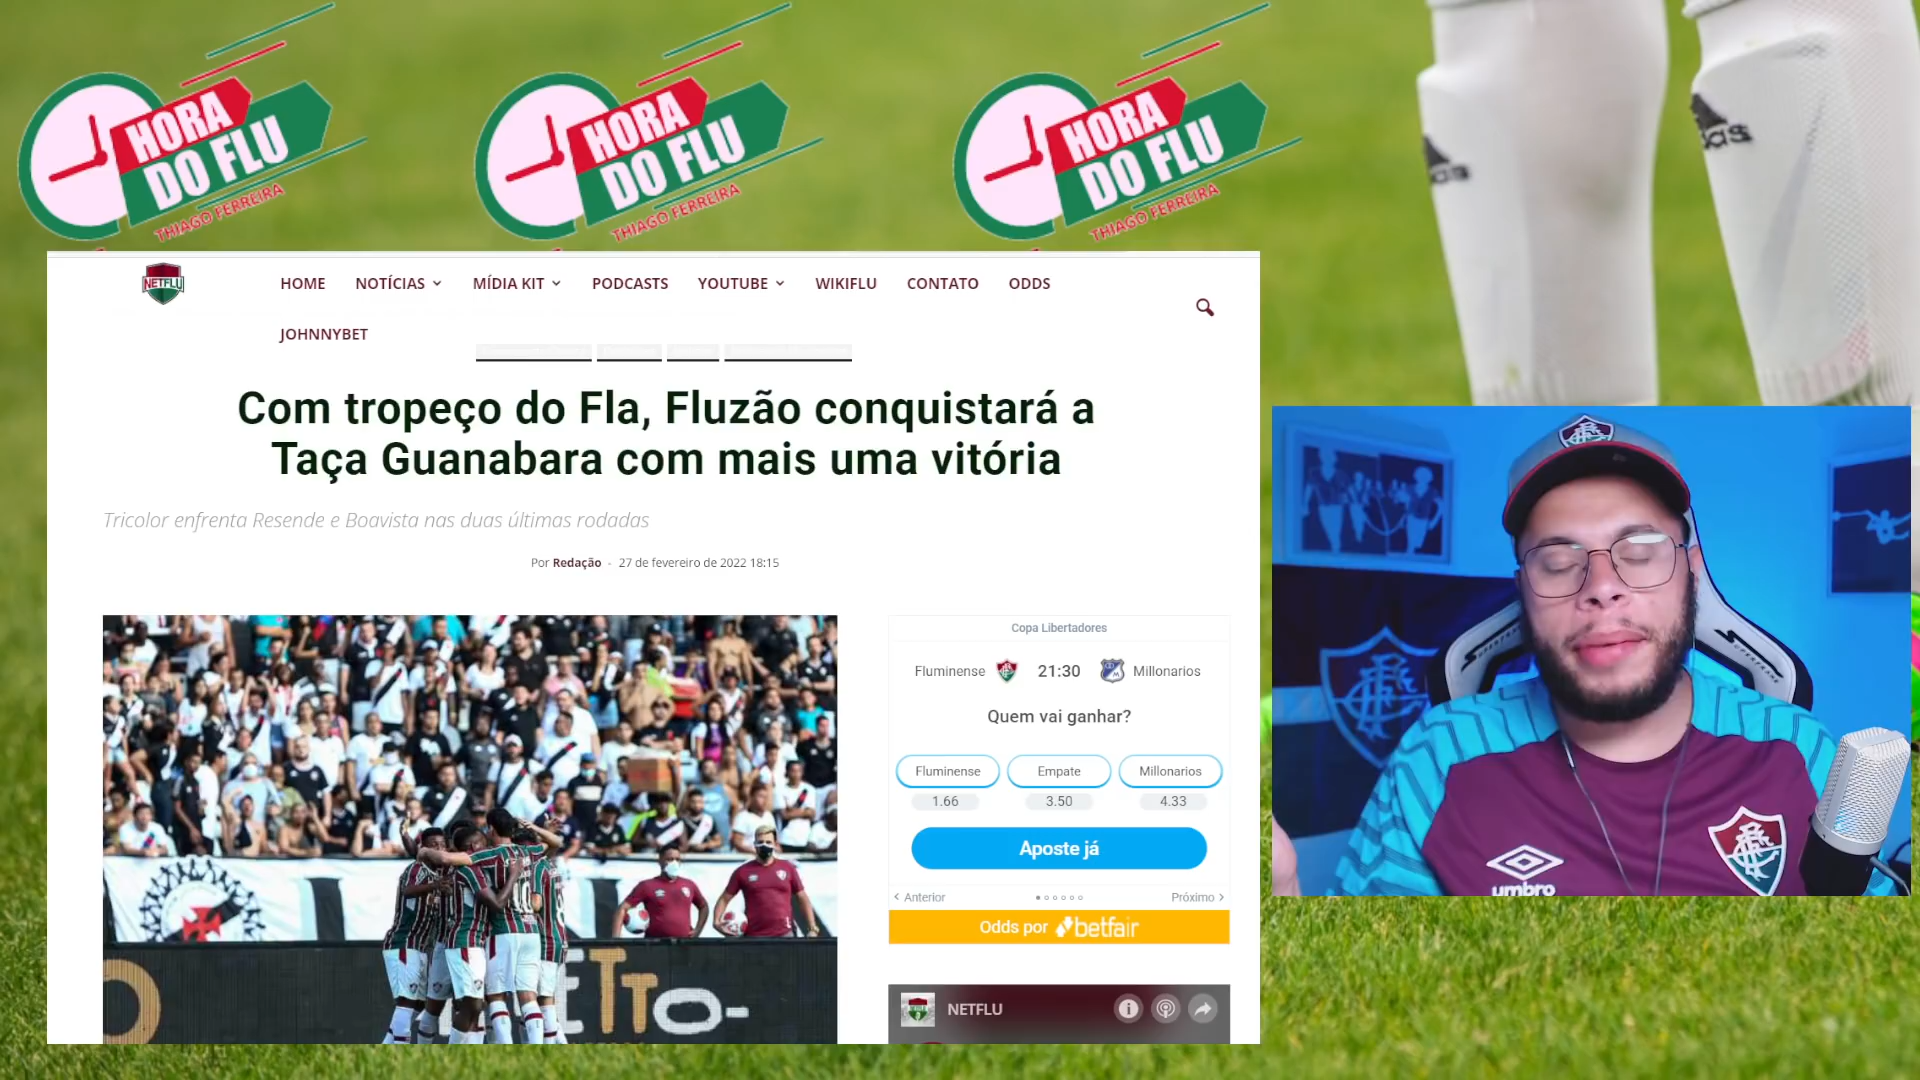 HORA
DO FLU
THIAGO FERREIRA
HORA
DO FLU
THIAGO FERREIRA
HORA
DO FLU
THIAGO FERREIRA
NETFLU
HOME NOTÍCIAS MÍDIA KIT PODCASTS YOUTUBE WIKIFLU CONTATO ODDS
JOHNNYBET
Com tropeço do Fla, Fluzão conquistará a
Taça Guanabara com mais uma vitória
Tricolor enfrenta Resende e Boavista nas duas últimas rodadas
Por Redação - 27 de fevereiro de 2022 18:15
Copa Libertadores
Fluminense 21:30 Millonarios
Quem vai ganhar?
Fluminense Empate Millonarios
1.66 3.50 4.33
Aposte já
Anterior Próximo
Odds por betfair
NETFLU
umbro